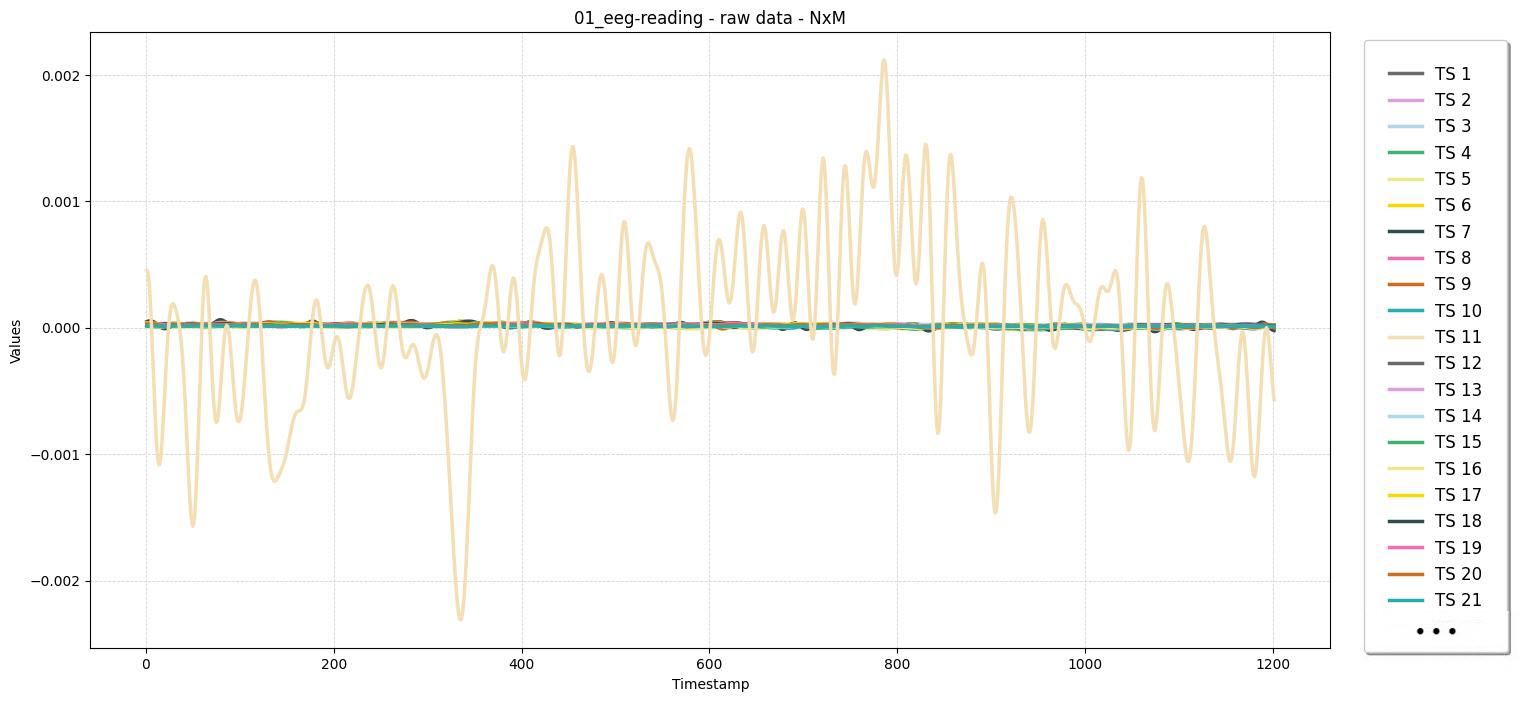 01_eeg-reading - raw data - NxM
Values
0.002
0.001
0.000
−0.001
−0.002
0
200
400
600
800
1000
1200
Timestamp
TS 1
TS 2
TS 3
TS 4
TS 5
TS 6
TS 7
TS 8
TS 9
TS 10
TS 11
TS 12
TS 13
TS 14
TS 15
TS 16
TS 17
TS 18
TS 19
TS 20
TS 21
• • •